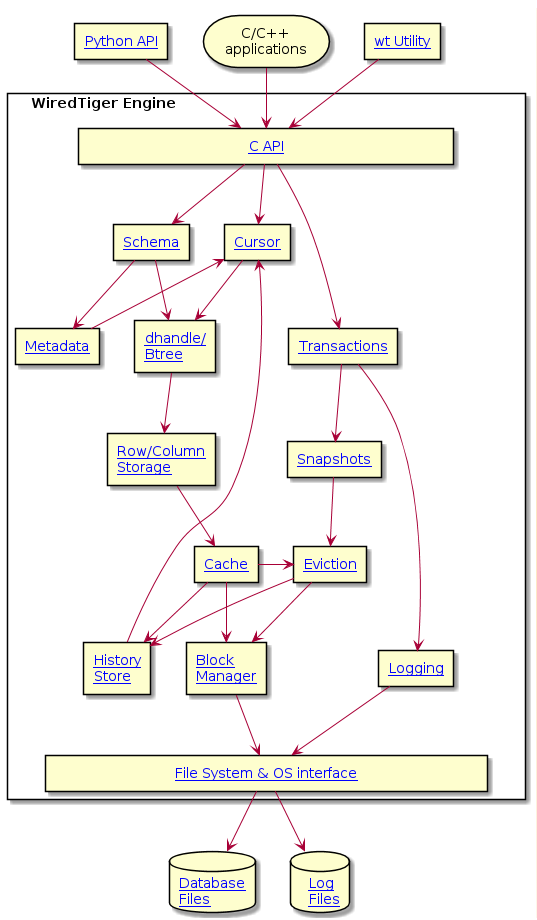 Python API
C/C++
applications
wt Utility
WiredTiger Engine
C API
Schema
Cursor
Metadata
dhandle/
Btree
Transactions
Row/Column
Storage
Snapshots
Cache
Eviction
History
Store
Block
Manager
Logging
File System & OS interface
Database
Files
Log
Files